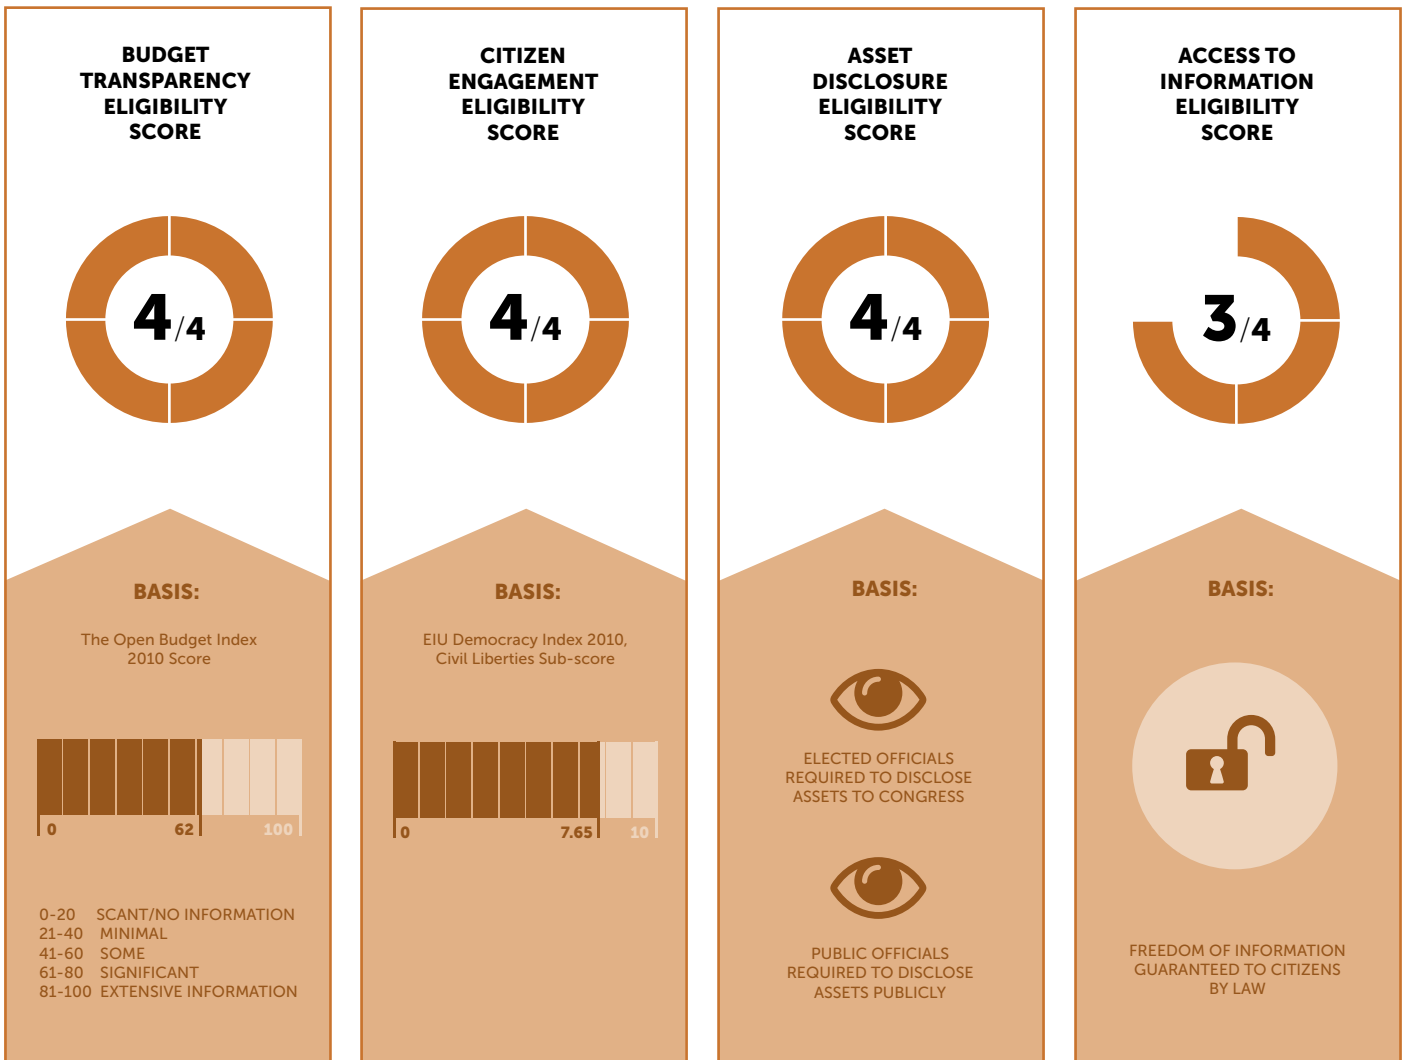 BUDGET
TRANSPARENCY
ELIGIBILITY
SCORE
4/4
BASIS:
The Open Budget Index
2010 Score
0
62
100
0-20 SCANT/NO INFORMATION
21-40 MINIMAL
41-60 SOME
61-80 SIGNIFICANT
81-100 EXTENSIVE INFORMATION
CITIZEN
ENGAGEMENT
ELIGIBILITY
SCORE
4/4
BASIS:
EIU Democracy Index 2010,
Civil Liberties Sub-score
0
7.65
10
ASSET
DISCLOSURE
ELIGIBILITY
SCORE
4/4
BASIS:
ELECTED OFFICIALS
REQUIRED TO DISCLOSE
ASSETS TO CONGRESS
PUBLIC OFFICIALS
REQUIRED TO DISCLOSE
ASSETS PUBLICLY
ACCESS TO
INFORMATION
ELIGIBILITY
SCORE
3/4
BASIS:
FREEDOM OF INFORMATION
GUARANTEED TO CITIZENS
BY LAW